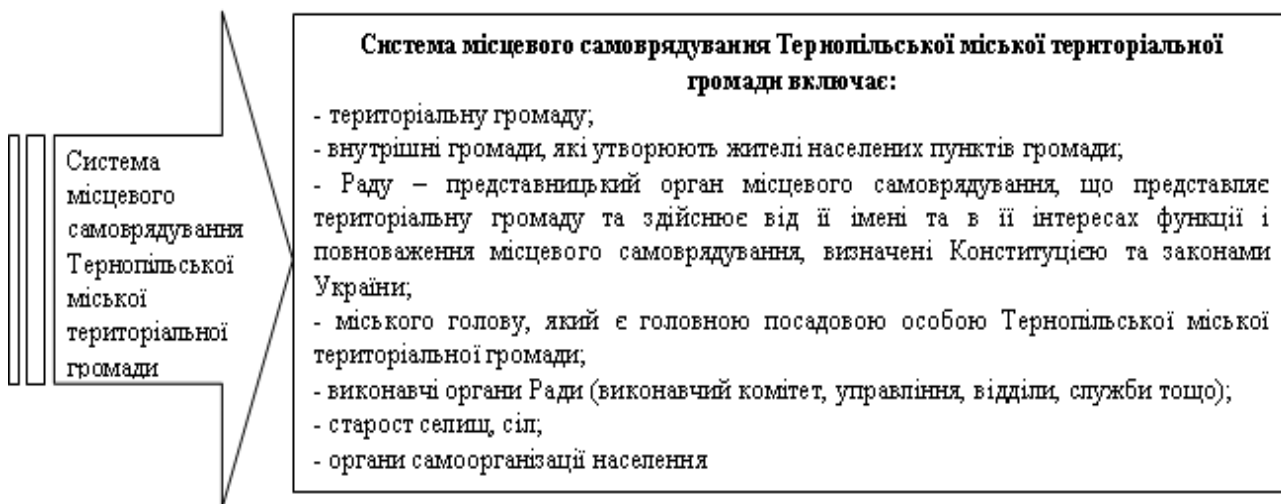 Система
місцевого
самоврядування
Тернопільської
міської
територіальної
громади
Система місцевого самоврядування Тернопільської міської територіальної
громади включає:
- територіальну громаду;
- внутрішні громади, які утворюють жителі населених пунктів громади;
- Раду – представницький орган місцевого самоврядування, що представляє
територіальну громаду та здійснює від її імені та в її інтересах функції і
повноваження місцевого самоврядування, визначені Конституцією та законами
України;
- міського голову, який є головною посадовою особою Тернопільської міської
територіальної громади;
- виконавчі органи Ради (виконавчий комітет, управління, відділи, служби тощо);
- старост селищ, сіл;
- органи самоорганізації населення